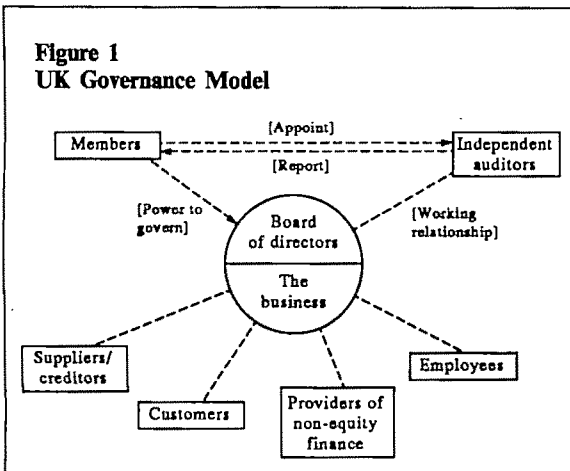 Figure 1
UK Governance Model
[Appoint]
Members
Independent
auditors
[Report]
[Power to
govern]
[Working
relationship]
Board
of directors
The
business
Suppliers/
creditors
Customers
Providers of
non-equity
finance
Employees